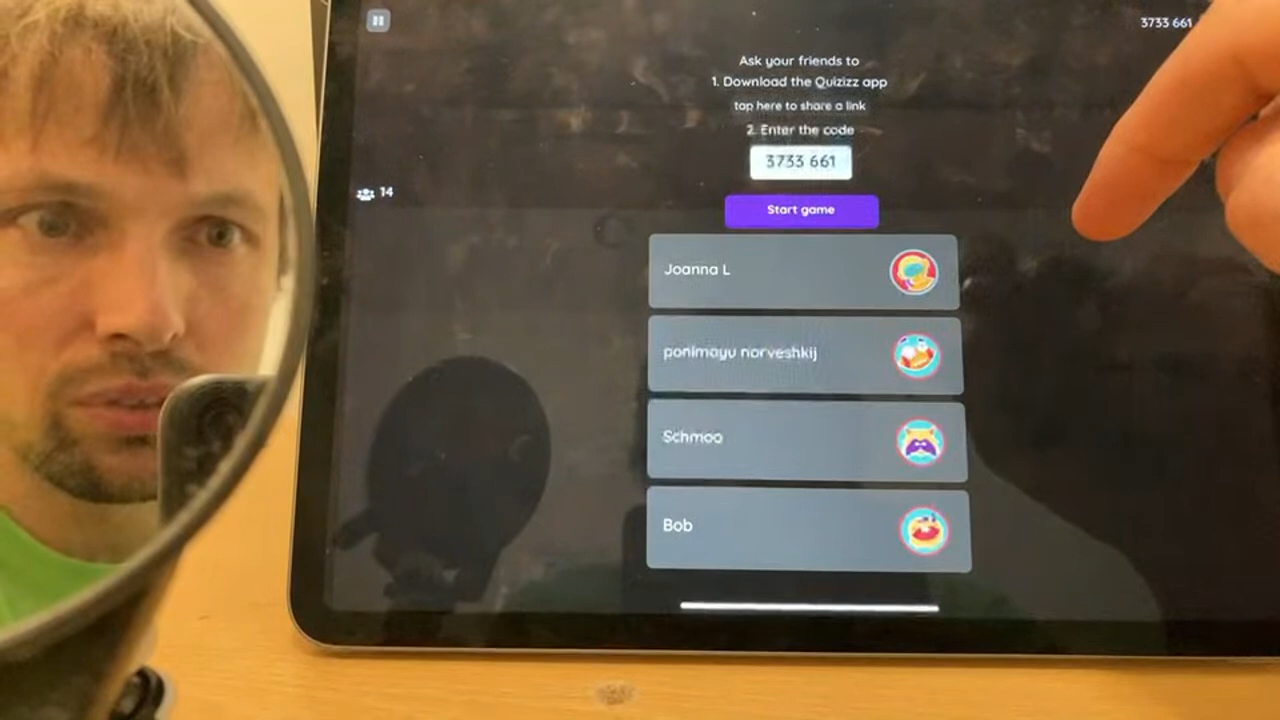 3733 661
Ask your friends to
1. Download the Quizizz app
tap here to share a link
2. Enter the code
3733 661
14
Start game
Joanna L
ponimayu norveshkij
Schmoo
Bob